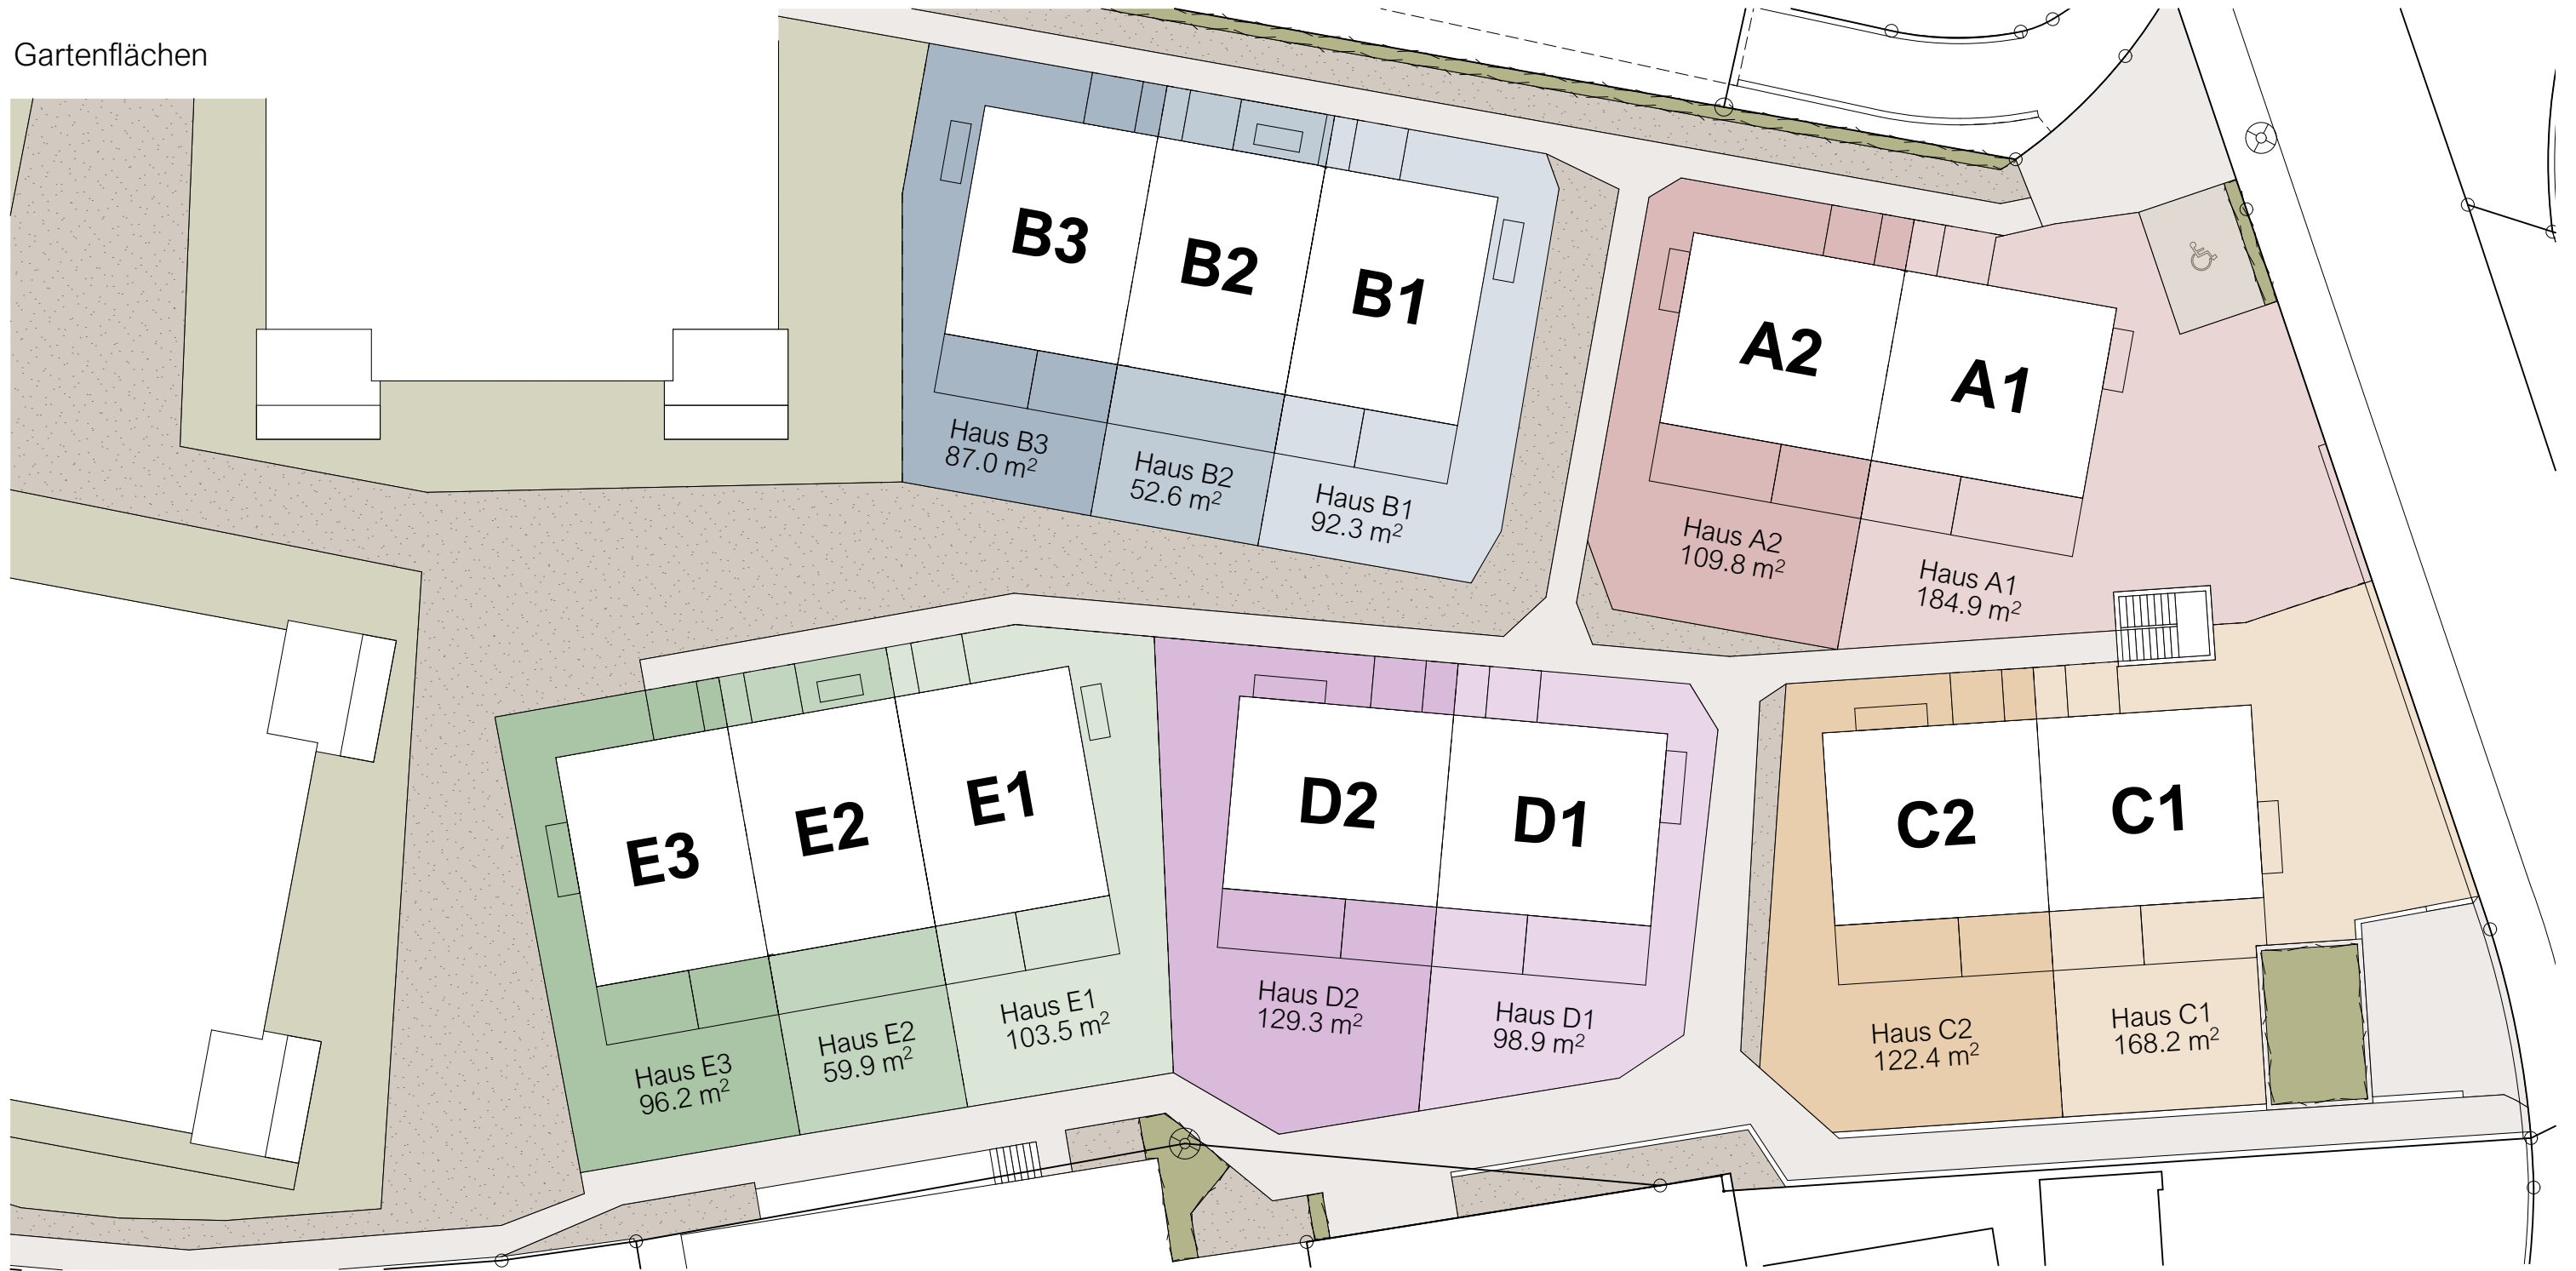 Gartenflächen
B3
B2
B1
A2
A1
Haus B3
87.0 m²
Haus B2
52.6 m²
Haus B1
92.3 m²
Haus A2
109.8 m²
Haus A1
184.9 m²
E3
E2
E1
D2
D1
C2
C1
Haus E3
96.2 m²
Haus E2
59.9 m²
Haus E1
103.5 m²
Haus D2
129.3 m²
Haus D1
98.9 m²
Haus C2
122.4 m²
Haus C1
168.2 m²